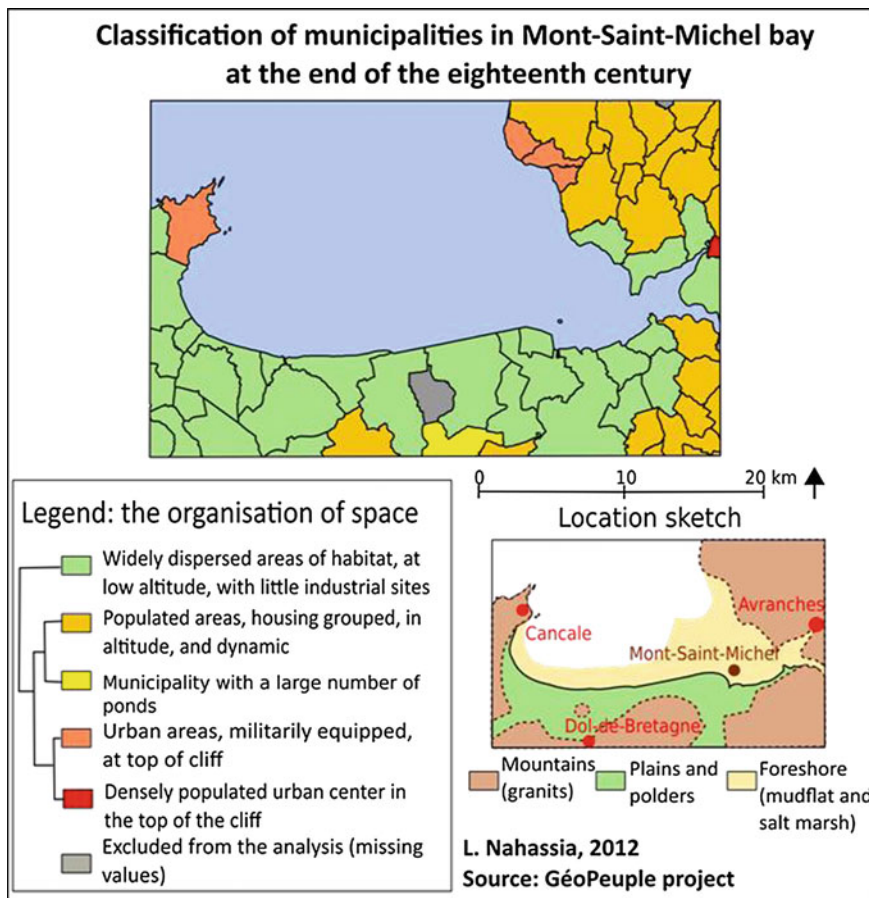 Classification of municipalities in Mont-Saint-Michel bay
at the end of the eighteenth century
0 10 20 km
Legend: the organisation of space
Widely dispersed areas of habitat, at
low altitude, with little industrial sites
Populated areas, housing grouped, in
altitude, and dynamic
Municipality with a large number of
ponds
Urban areas, militarily equipped,
at top of cliff
Densely populated urban center in
the top of the cliff
Excluded from the analysis (missing
values)
Location sketch
Avranches
Cancale
Mont-Saint-Michel
Dol-de-Bretagne
Mountains
(granits)
Plains and
polders
Foreshore
(mudflat and
salt marsh)
L. Nahassia, 2012
Source: GéoPeuple project